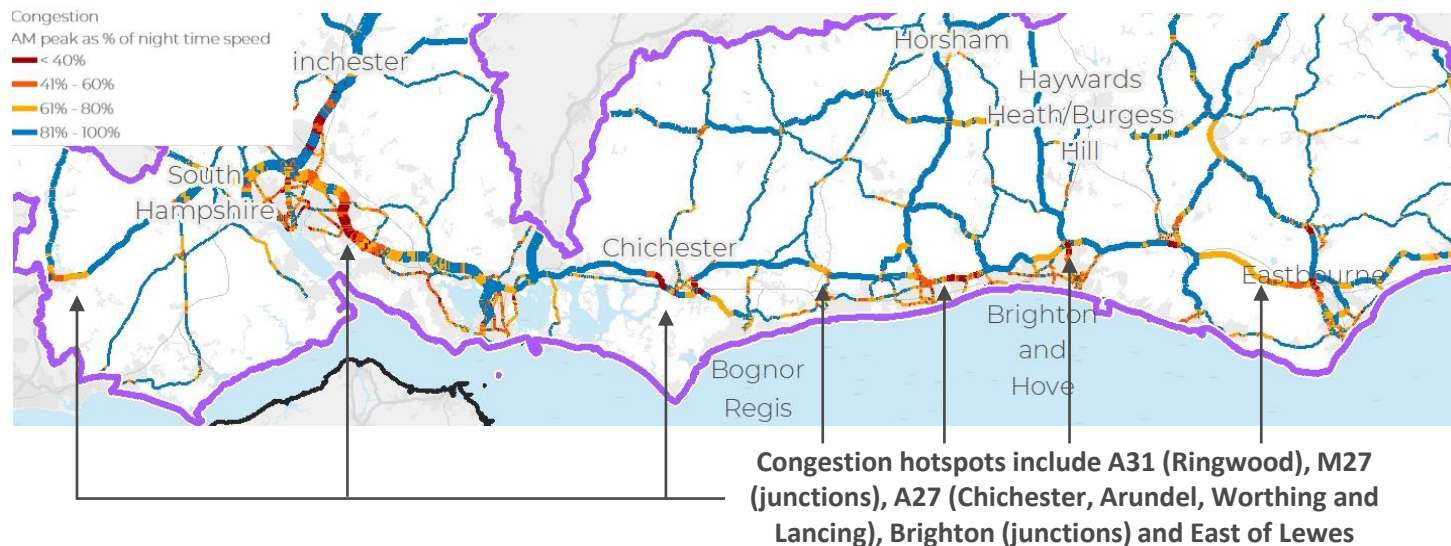 Congestion
AM peak as % of night time speed
< 40%
41% - 60%
61% - 80%
81% - 100%
inchester
Horsham
Haywards
Heath/Burgess
Hill
South
Hampshire
Chichester
Eastbourne
Brighton
and
Hove
Bognor
Regis
Congestion hotspots include A31 (Ringwood), M27
(junctions), A27 (Chichester, Arundel, Worthing and
Lancing), Brighton (junctions) and East of Lewes